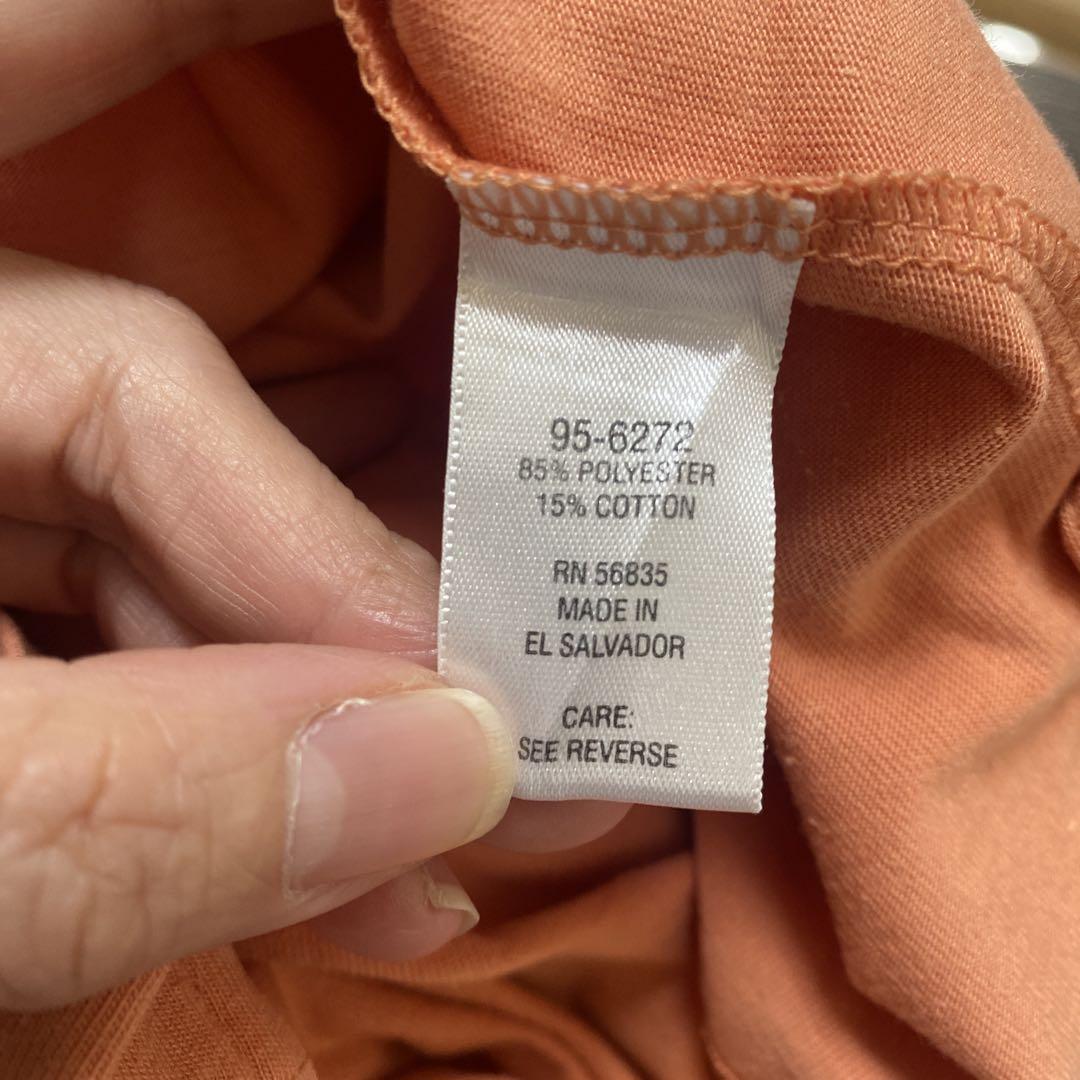 95-6272
85% POLYESTER
15% COTTON
RN 56835
MADE IN
EL SALVADOR
CARE:
SEE REVERSE